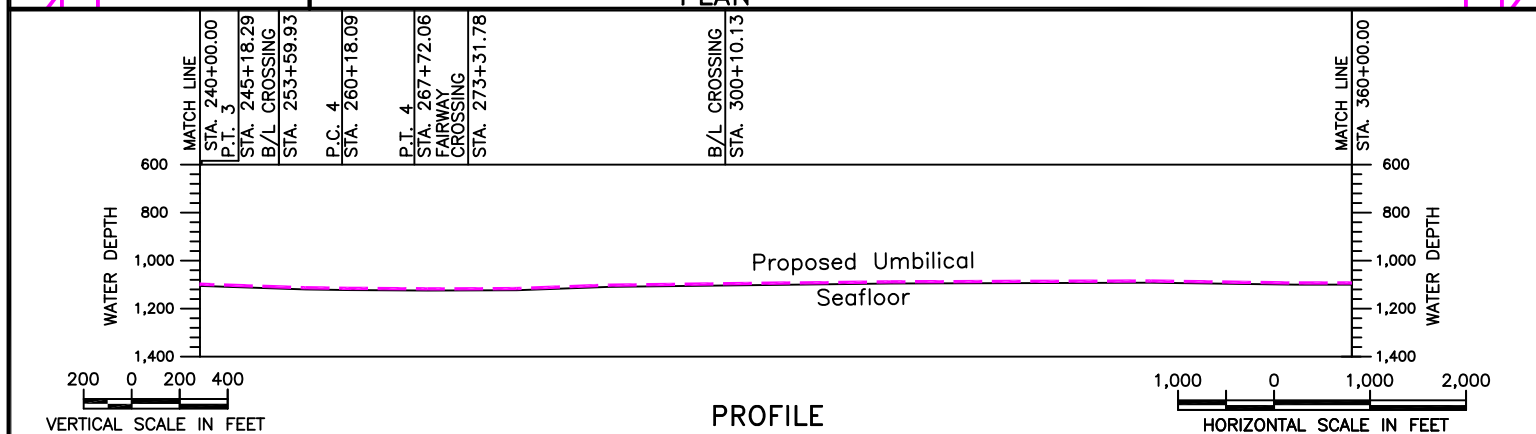 PLAN
MATCH LINE
STA. 240+00.00
P.T. 3
STA. 245+18.29
B/L CROSSING
STA. 253+59.93
P.C. 4
STA. 260+18.09
P.T. 4
STA. 267+72.06
FAIRWAY
CROSSING
STA. 273+31.78
B/L CROSSING
STA. 300+10.13
MATCH LINE
STA. 360+00.00
600
800
1,000
1,200
1,400
WATER DEPTH
Proposed Umbilical
Seafloor
600
800
1,000
1,200
1,400
WATER DEPTH
200 0 200 400
VERTICAL SCALE IN FEET
PROFILE
1,000 0 1,000 2,000
HORIZONTAL SCALE IN FEET